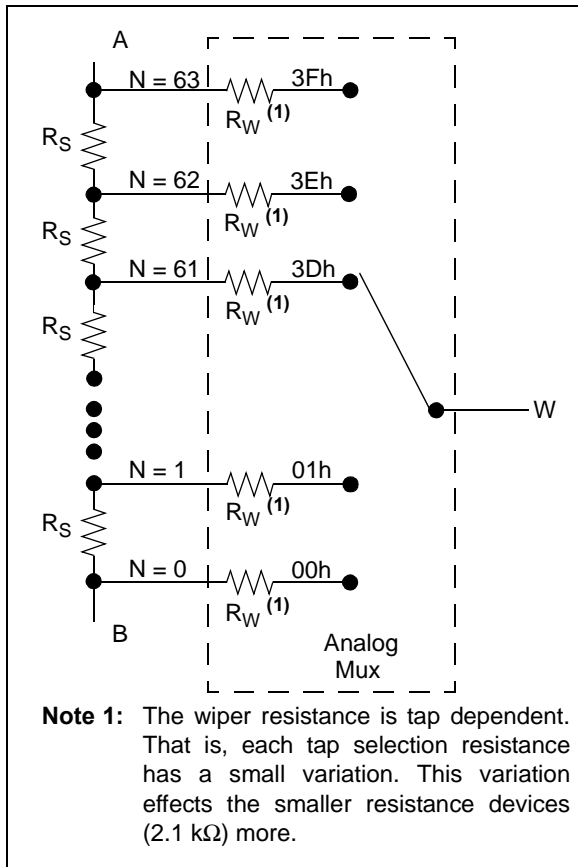 A
N = 63 3Fh
R_W (1)
R_S
N = 62 3Eh
R_W (1)
R_S
N = 61 3Dh
R_W (1)
R_S
W
N = 1 01h
R_W (1)
R_S
N = 0 00h
R_W (1)
B
Analog
Mux
Note 1: The wiper resistance is tap dependent.
That is, each tap selection resistance
has a small variation. This variation
effects the smaller resistance devices
(2.1 kΩ) more.